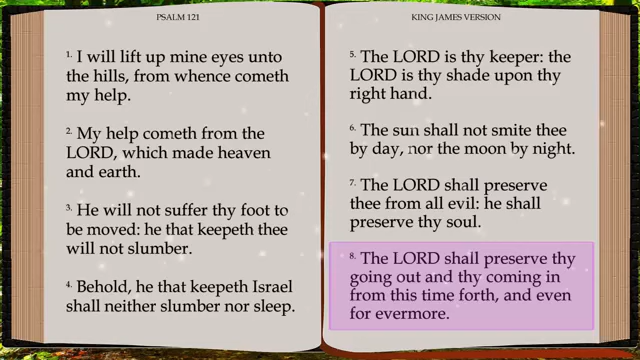 PSALM 121
1. I will lift up mine eyes unto
the hills, from whence cometh
my help.
2. My help cometh from the
LORD, which made heaven
and earth.
3. He will not suffer thy foot to
be moved: he that keepeth thee
will not slumber.
4. Behold, he that keepeth Israel
shall neither slumber nor sleep.
KING JAMES VERSION
5. The LORD is thy keeper: the
LORD is thy shade upon thy
right hand.
6. The sun shall not smite thee
by day, nor the moon by night.
7. The LORD shall preserve
thee from all evil: he shall
preserve thy soul.
8. The LORD shall preserve thy
going out and thy coming in
from this time forth, and even
for evermore.